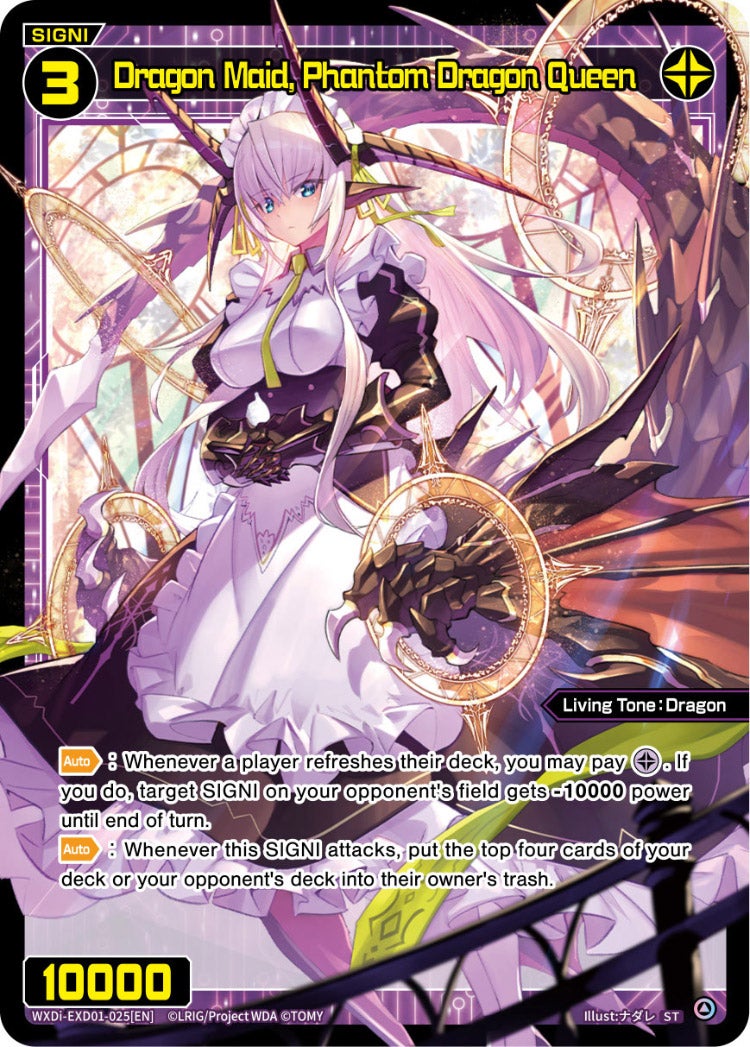 SIGNI
3
Dragon Maid, Phantom Dragon Queen
Living Tone:Dragon
Auto : Whenever a player refreshes their deck, you may pay . If
you do, target SIGNI on your opponent's field gets -10000 power
until end of turn.
Auto : Whenever this SIGNI attacks, put the top four cards of your
deck or your opponent's deck into their owner's trash.
10000
WXDi-EXD01-025[EN] ©LRIG/Project WDA ©TOMY
Illust:ナダレ ST